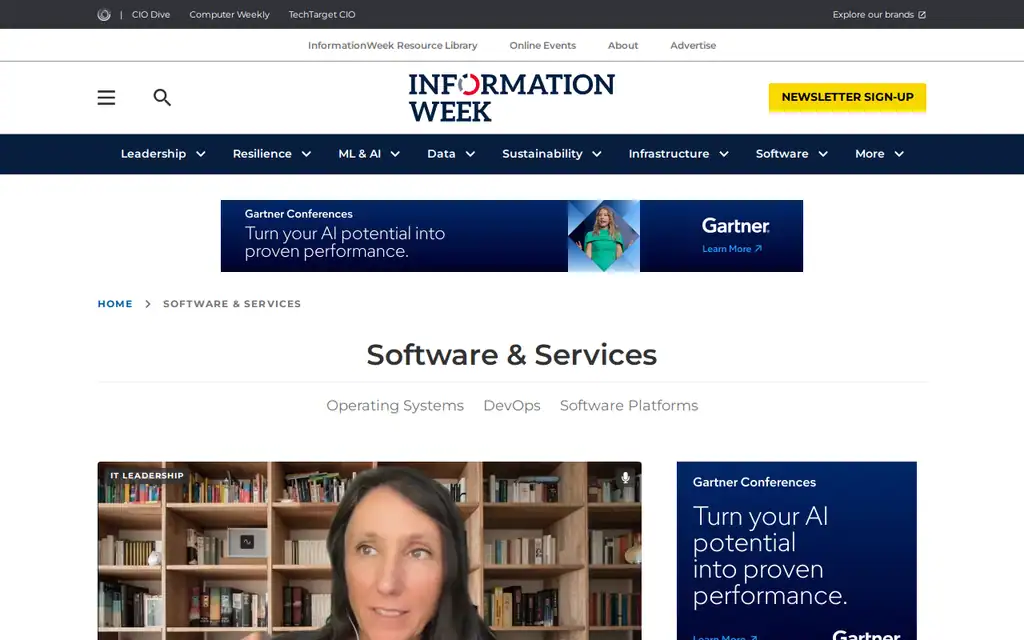 | CIO Dive Computer Weekly TechTarget CIO Explore our brands
InformationWeek Resource Library Online Events About Advertise
INFORMATION
WEEK
NEWSLETTER SIGN-UP
Leadership Resilience ML & AI Data Sustainability Infrastructure Software More
Gartner Conferences
Turn your AI potential into
proven performance.
Gartner
Learn More
HOME SOFTWARE & SERVICES
Software & Services
Operating Systems DevOps Software Platforms
IT LEADERSHIP
Gartner Conferences
Turn your AI
potential
into proven
performance.
Learn More
Gartner